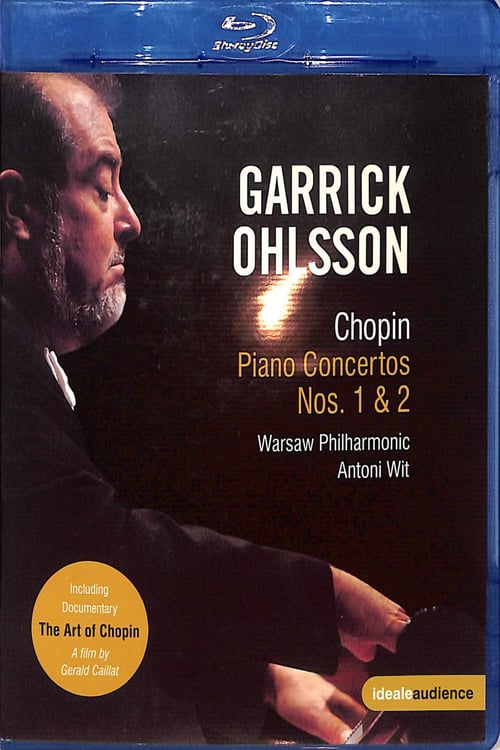 Blu-ray Disc
GARRICK
OHLSSON
Chopin
Piano Concertos
Nos. 1 & 2
Warsaw Philharmonic
Antoni Wit
Including
Documentary
The Art of Chopin
A film by
Gerald Caillat
idealeaudience